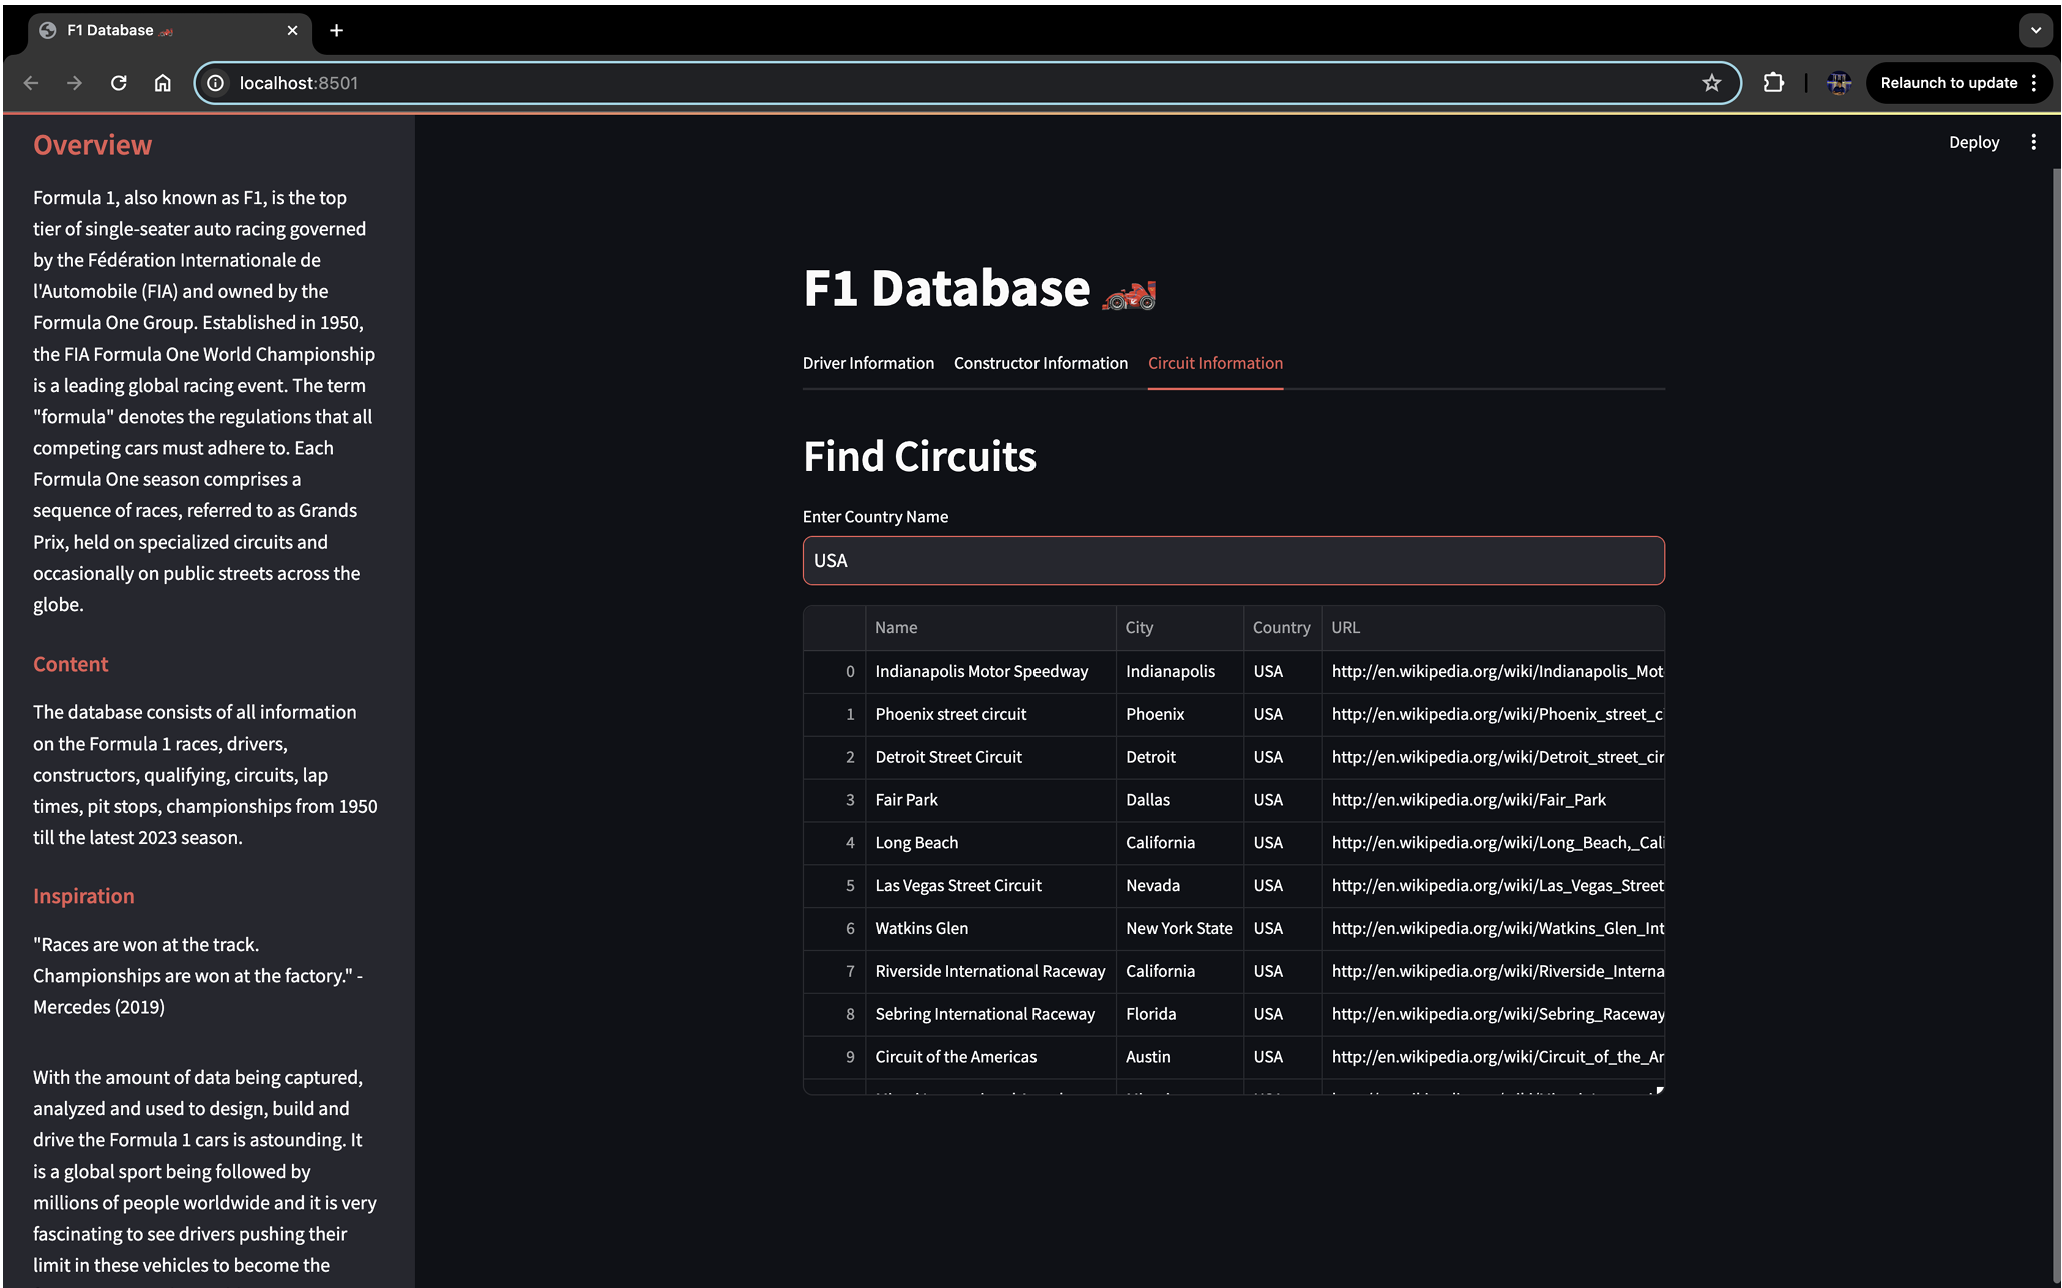 F1 Database
localhost:8501
Relaunch to update
Deploy
Overview
Formula 1, also known as F1, is the top
tier of single-seater auto racing governed
by the Fédération Internationale de
l'Automobile (FIA) and owned by the
Formula One Group. Established in 1950,
the FIA Formula One World Championship
is a leading global racing event. The term
"formula" denotes the regulations that all
competing cars must adhere to. Each
Formula One season comprises a
sequence of races, referred to as Grands
Prix, held on specialized circuits and
occasionally on public streets across the
globe.
Content
The database consists of all information
on the Formula 1 races, drivers,
constructors, qualifying, circuits, lap
times, pit stops, championships from 1950
till the latest 2023 season.
Inspiration
"Races are won at the track.
Championships are won at the factory." -
Mercedes (2019)
With the amount of data being captured,
analyzed and used to design, build and
drive the Formula 1 cars is astounding. It
is a global sport being followed by
millions of people worldwide and it is very
fascinating to see drivers pushing their
limit in these vehicles to become the
F1 Database
Driver Information Constructor Information Circuit Information
Find Circuits
Enter Country Name
USA
Name City Country URL
0 Indianapolis Motor Speedway Indianapolis USA http://en.wikipedia.org/wiki/Indianapolis_Mot
1 Phoenix street circuit Phoenix USA http://en.wikipedia.org/wiki/Phoenix_street_c
2 Detroit Street Circuit Detroit USA http://en.wikipedia.org/wiki/Detroit_street_cir
3 Fair Park Dallas USA http://en.wikipedia.org/wiki/Fair_Park
4 Long Beach California USA http://en.wikipedia.org/wiki/Long_Beach,_Cali
5 Las Vegas Street Circuit Nevada USA http://en.wikipedia.org/wiki/Las_Vegas_Street
6 Watkins Glen New York State USA http://en.wikipedia.org/wiki/Watkins_Glen_Int
7 Riverside International Raceway California USA http://en.wikipedia.org/wiki/Riverside_Interna
8 Sebring International Raceway Florida USA http://en.wikipedia.org/wiki/Sebring_Raceway
9 Circuit of the Americas Austin USA http://en.wikipedia.org/wiki/Circuit_of_the_Ar